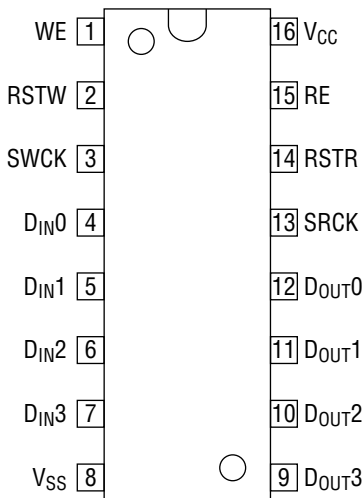 WE 1 16 VCC
RSTW 2 15 RE
SWCK 3 14 RSTR
DIN0 4 13 SRCK
DIN1 5 12 DOUT0
DIN2 6 11 DOUT1
DIN3 7 10 DOUT2
VSS 8 9 DOUT3